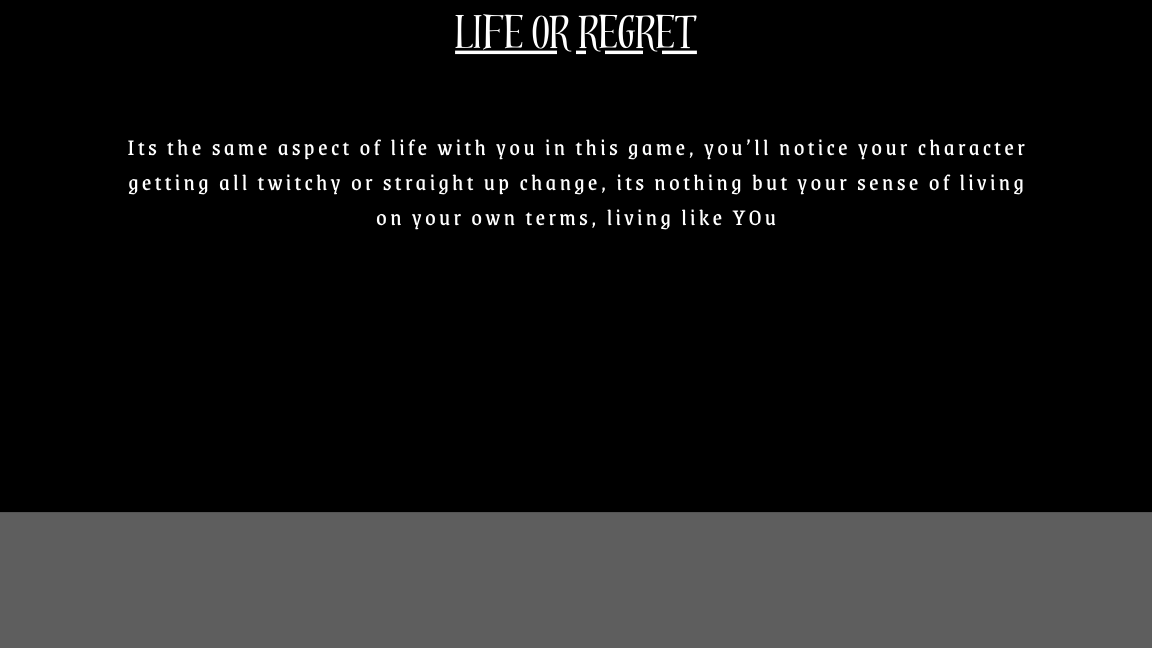 LIFE OR REGRET
Its the same aspect of life with you in this game, you’ll notice your character
getting all twitchy or straight up change, its nothing but your sense of living
on your own terms, living like YOu